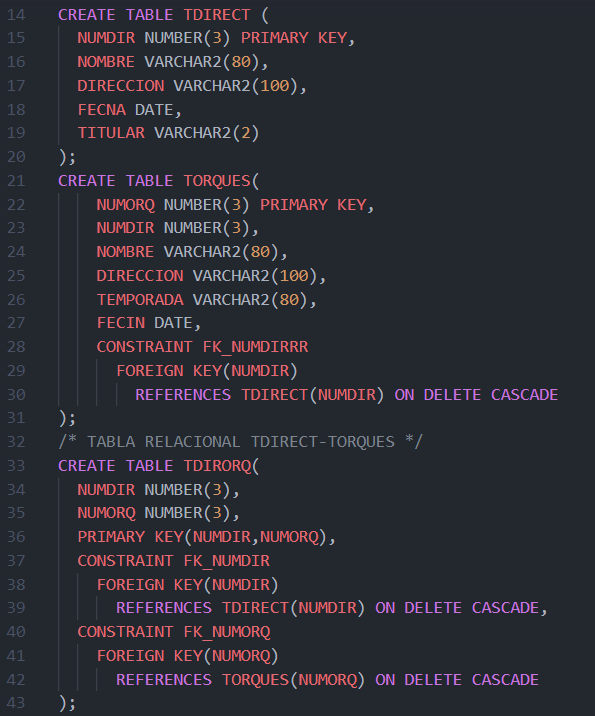 14 CREATE TABLE TDIRECT (
15 NUMDIR NUMBER(3) PRIMARY KEY,
16 NOMBRE VARCHAR2(80),
17 DIRECCION VARCHAR2(100),
18 FECNA DATE,
19 TITULAR VARCHAR2(2)
20 );
21 CREATE TABLE TORQUES(
22 NUMORQ NUMBER(3) PRIMARY KEY,
23 NUMDIR NUMBER(3),
24 NOMBRE VARCHAR2(80),
25 DIRECCION VARCHAR2(100),
26 TEMPORADA VARCHAR2(80),
27 FECIN DATE,
28 CONSTRAINT FK_NUMDIRRR
29 FOREIGN KEY(NUMDIR)
30 REFERENCES TDIRECT(NUMDIR) ON DELETE CASCADE
31 );
32 /* TABLA RELACIONAL TDIRECT-TORQUES */
33 CREATE TABLE TDIRORQ(
34 NUMDIR NUMBER(3),
35 NUMORQ NUMBER(3),
36 PRIMARY KEY(NUMDIR,NUMORQ),
37 CONSTRAINT FK_NUMDIR
38 FOREIGN KEY(NUMDIR)
39 REFERENCES TDIRECT(NUMDIR) ON DELETE CASCADE,
40 CONSTRAINT FK_NUMORQ
41 FOREIGN KEY(NUMORQ)
42 REFERENCES TORQUES(NUMORQ) ON DELETE CASCADE
43 );